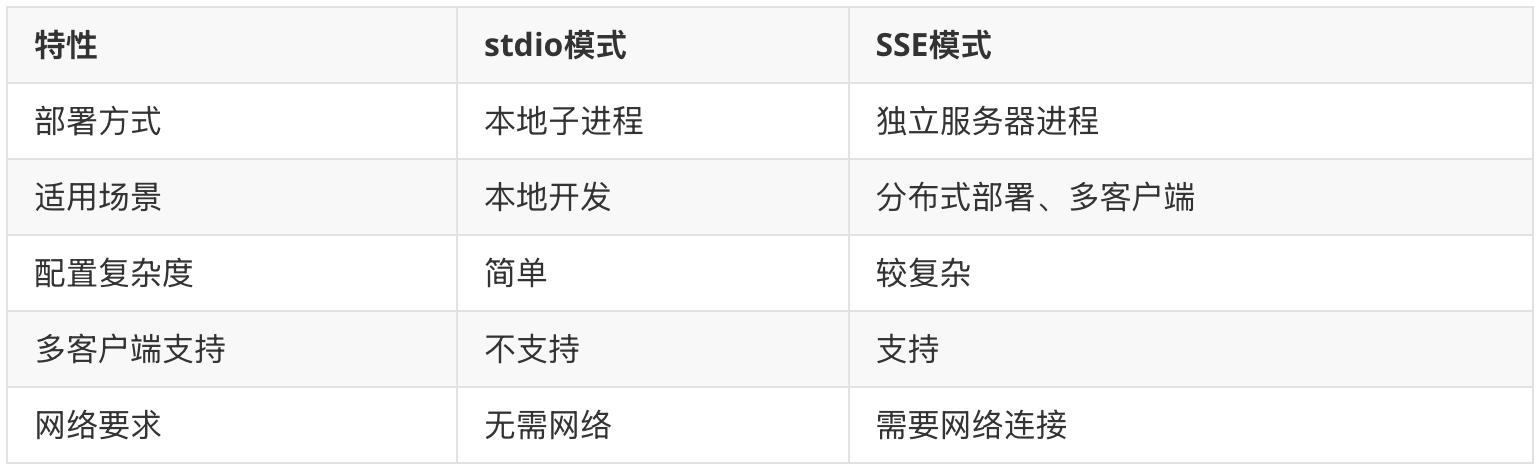 特性 stdio模式 SSE模式
部署方式 本地子进程 独立服务器进程
适用场景 本地开发 分布式部署、多客户端
配置复杂度 简单 较复杂
多客户端支持 不支持 支持
网络要求 无需网络 需要网络连接